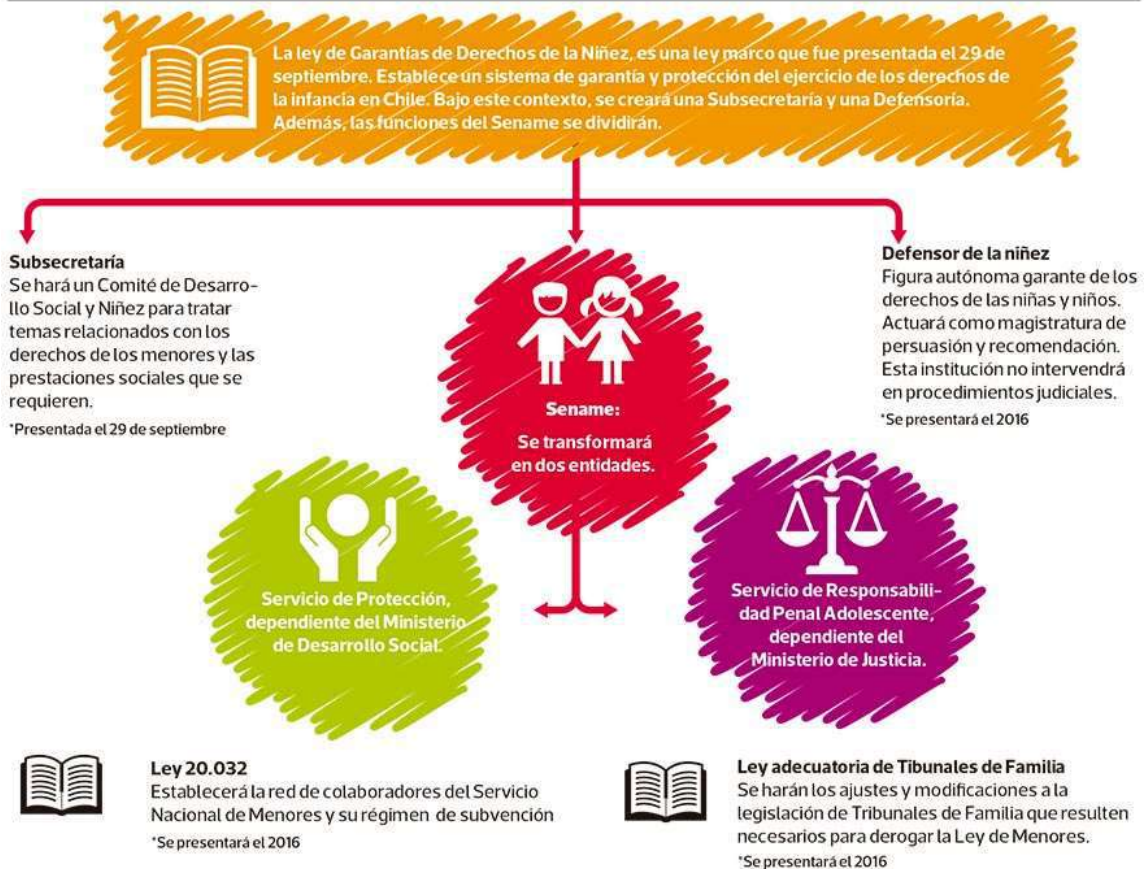 La ley de Garantías de Derechos de la Niñez, es una ley marco que fue presentada el 29 de
septiembre. Establece un sistema de garantía y protección del ejercicio de los derechos de
la infancia en Chile. Bajo este contexto, se creará una Subsecretaría y una Defensoría.
Además, las funciones del Sename se dividirán.
Subsecretaría
Se hará un Comité de Desarro-
llo Social y Niñez para tratar
temas relacionados con los
derechos de los menores y las
prestaciones sociales que se
requieren.
*Presentada el 29 de septiembre
Sename:
Se transformará
en dos entidades.
Defensor de la niñez
Figura autónoma garante de los
derechos de las niñas y niños.
Actuará como magistratura de
persuasión y recomendación.
Esta institución no intervendrá
en procedimientos judiciales.
*Se presentará el 2016
Servicio de Protección,
dependiente del Ministerio
de Desarrollo Social.
Servicio de Responsabili-
dad Penal Adolescente,
dependiente del
Ministerio de Justicia.
Ley 20.032
Establecerá la red de colaboradores del Servicio
Nacional de Menores y su régimen de subvención
*Se presentará el 2016
Ley adecuatoria de Tibunales de Familia
Se harán los ajustes y modificaciones a la
legislación de Tribunales de Familia que resulten
necesarios para derogar la Ley de Menores.
*Se presentará el 2016